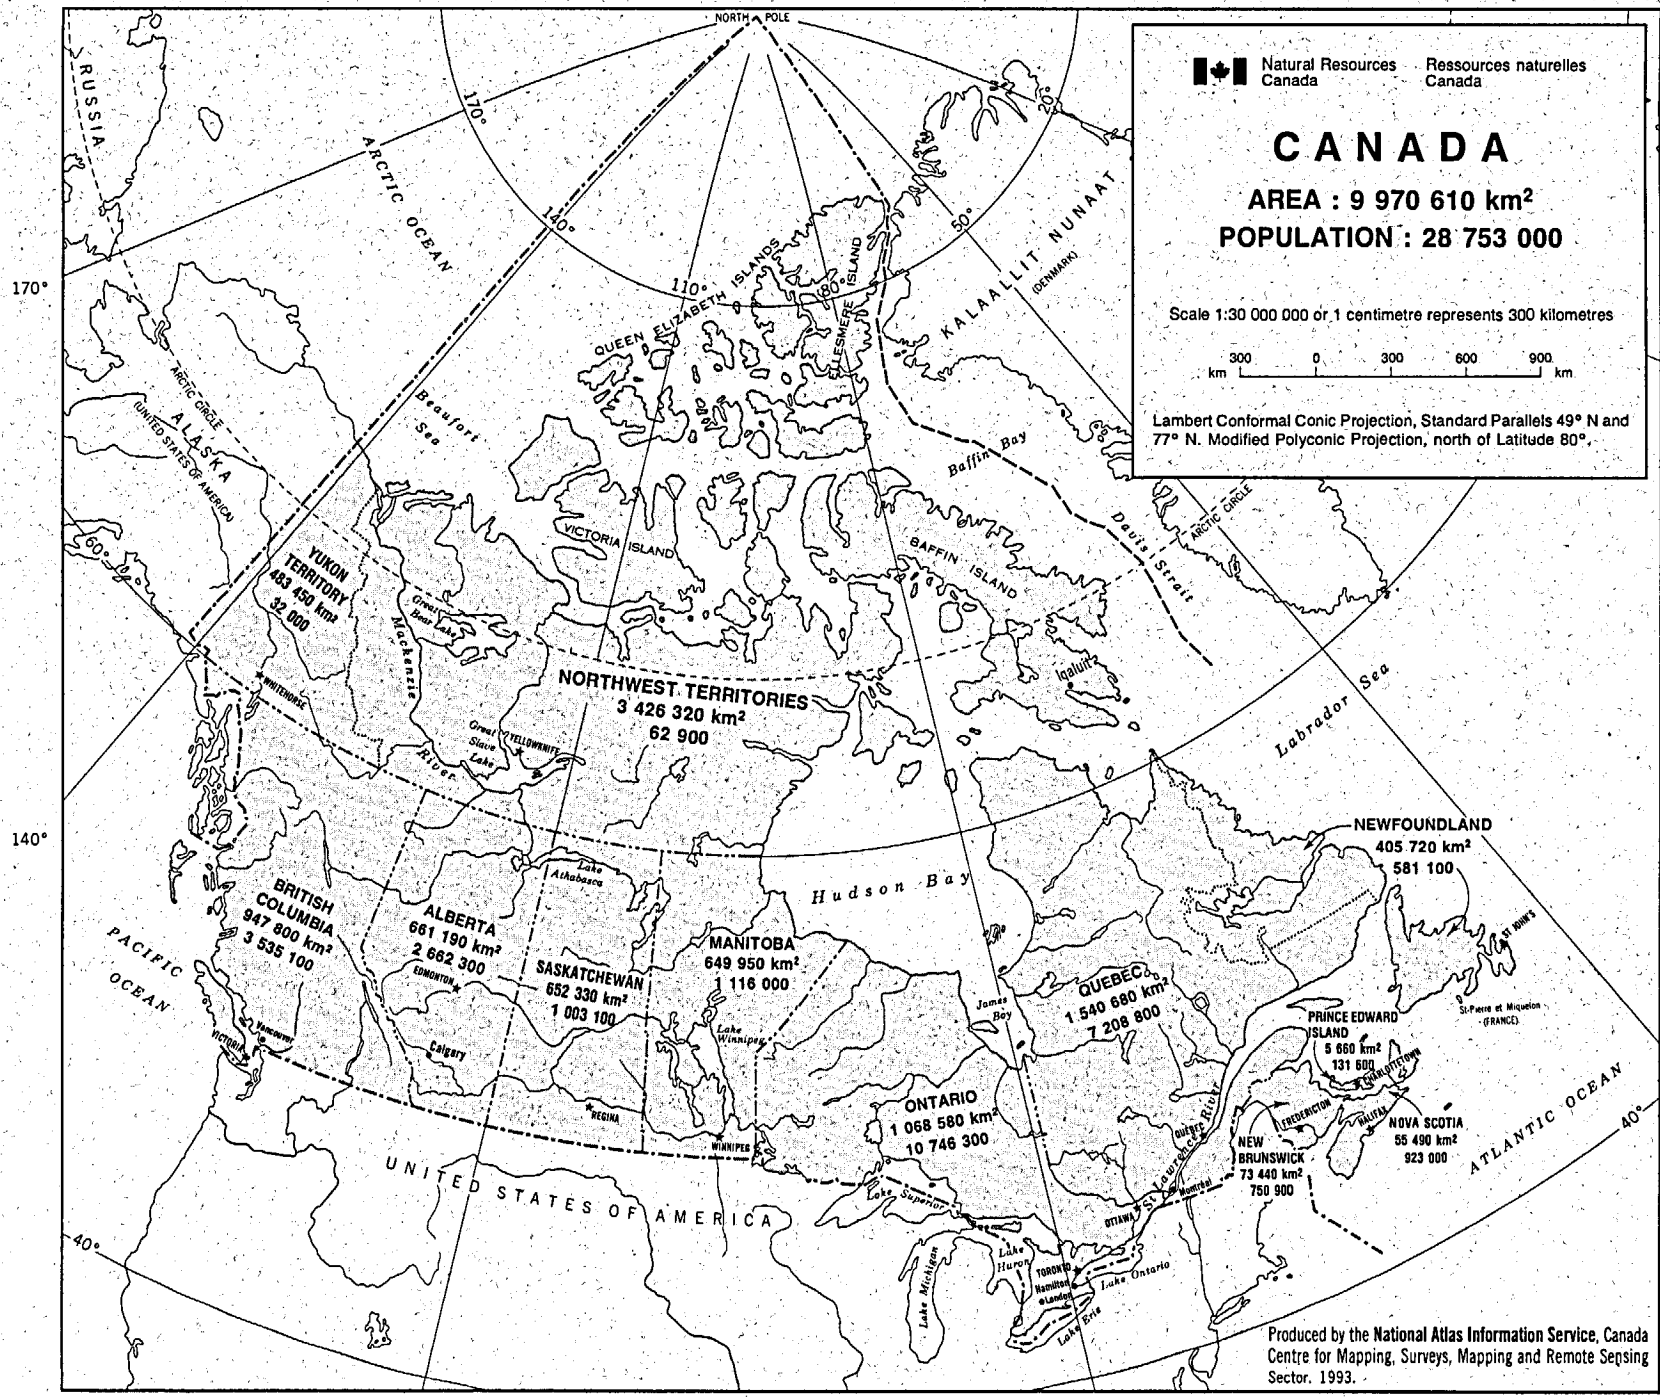 NORTH POLE
Natural Resources Canada
Ressources naturelles Canada
CANADA
AREA : 9 970 610 km²
POPULATION : 28 753 000
Scale 1:30 000 000 or 1 centimetre represents 300 kilometres
300 0 300 600 900
km km
Lambert Conformal Conic Projection, Standard Parallels 49° N and
77° N. Modified Polyconic Projection, north of Latitude 80°.
RUSSIA
170°
20°
ARCTIC OCEAN
140°
50°
KALAALLIT NUNAAT
(DENMARK)
170°
110°
80°
QUEEN ELIZABETH ISLANDS
ELLESMERE ISLAND
ARCTIC CIRCLE
ALASKA
(UNITED STATES OF AMERICA)
Beaufort
Sea
Baffin Bay
Davis Strait
ARCTIC CIRCLE
60°
VICTORIA ISLAND
BAFFIN ISLAND
YUKON
TERRITORY
483 450 km²
32 000
Great
Bear Lake
Mackenzie
River
WHITEHORSE
NORTHWEST TERRITORIES
3 426 320 km²
62 900
Iqaluit
Great
Slave
Lake
YELLOWKNIFE
Labrador Sea
140°
NEWFOUNDLAND
405 720 km²
581 100
Lake
Athabasca
Hudson Bay
BRITISH
COLUMBIA
947 800 km²
3 535 100
ALBERTA
661 190 km²
2 662 300
EDMONTON
SASKATCHEWAN
652 330 km²
1 003 100
MANITOBA
649 950 km²
1 116 000
PACIFIC
OCEAN
ST. JOHN'S
QUEBEC
1 540 680 km²
7 208 800
James
Bay
St-Pierre et Miquelon
(FRANCE)
PRINCE EDWARD
ISLAND
5 660 km²
131 600
CHARLOTTETOWN
Lake
Winnipeg
Vancouver
VICTORIA
Calgary
REGINA
WINNIPEG
ONTARIO
1 068 580 km²
10 746 300
QUÉBEC
St. Lawrence River
FREDERICTON
HALIFAX
NOVA SCOTIA
55 490 km²
923 000
NEW
BRUNSWICK
73 440 km²
750 900
ATLANTIC OCEAN
40°
UNITED STATES OF AMERICA
Lake Superior
Montréal
OTTAWA
40°
Lake Michigan
Lake
Huron
TORONTO
Hamilton
London
Lake Ontario
Lake Erie
Produced by the National Atlas Information Service, Canada
Centre for Mapping, Surveys, Mapping and Remote Sensing
Sector. 1993.